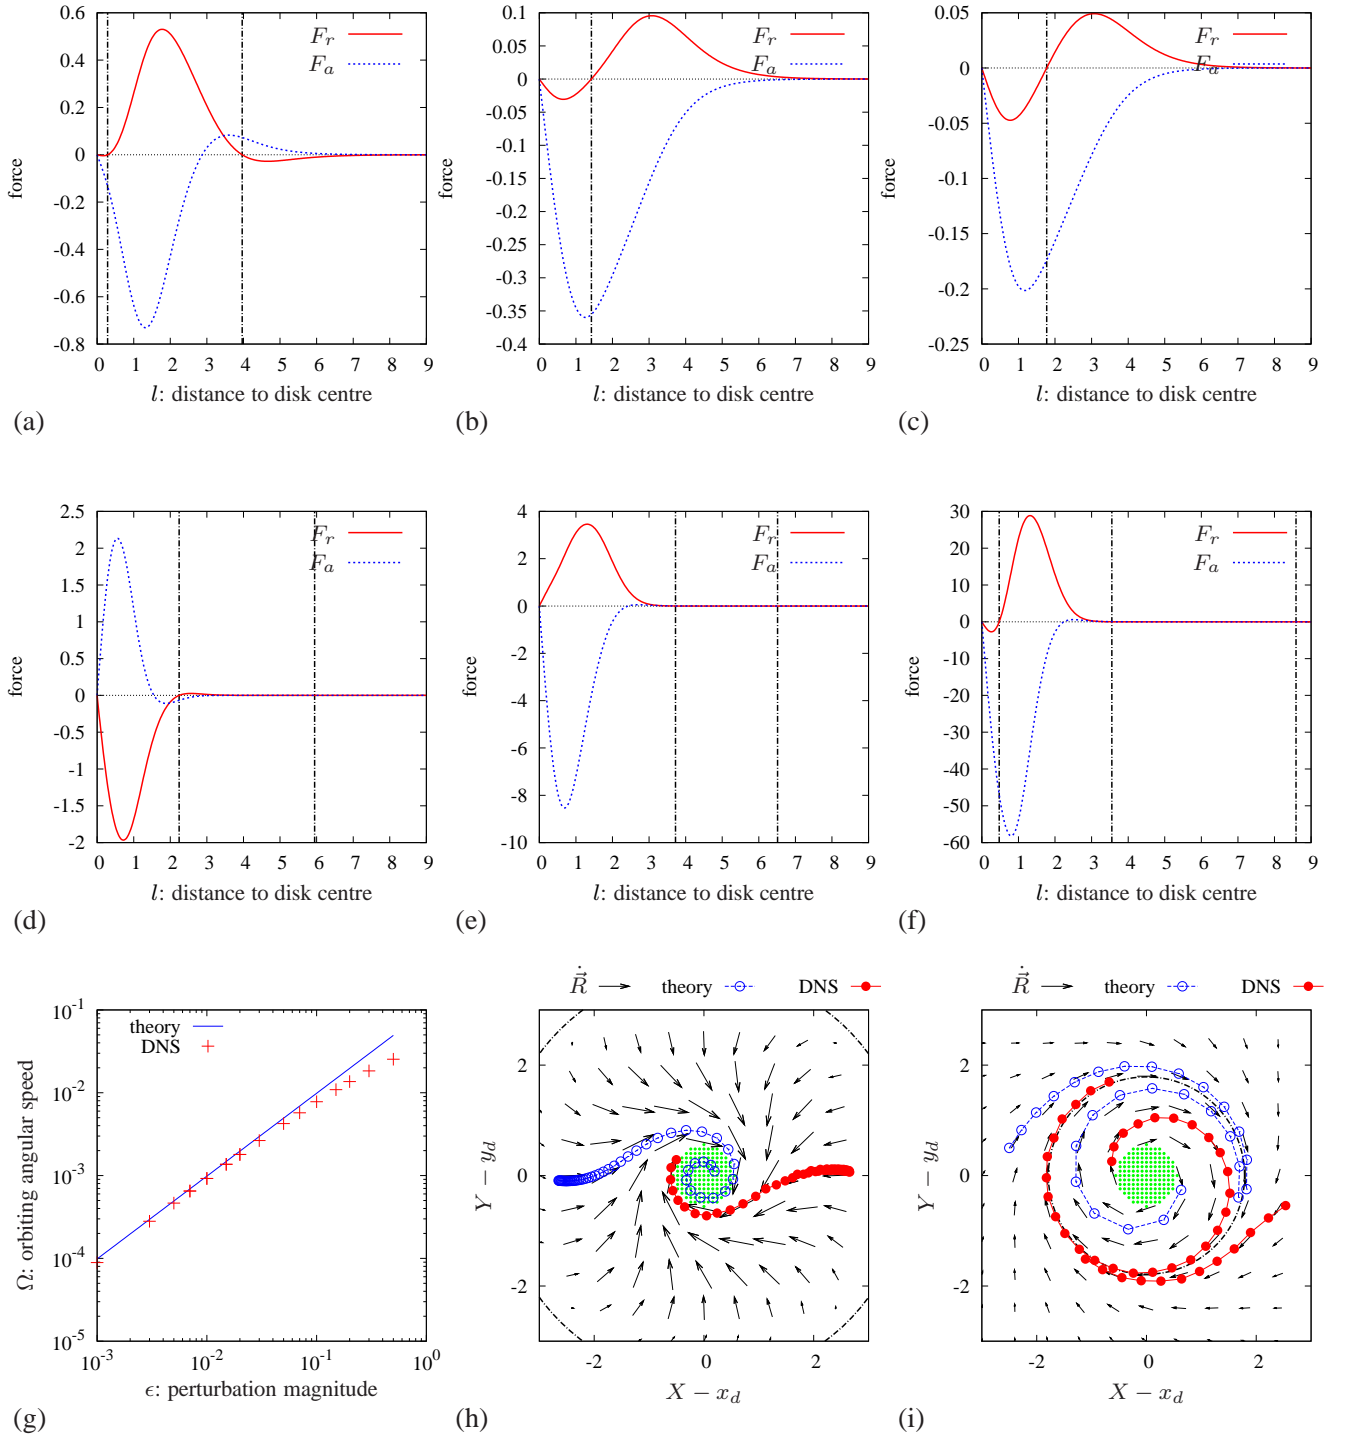 0.6
0.4
0.2
0
-0.2
-0.4
-0.6
-0.8
force
F_r
F_a
0 1 2 3 4 5 6 7 8 9
l: distance to disk centre
(a)
0.1
0.05
0
-0.05
-0.1
-0.15
-0.2
-0.25
-0.3
-0.35
-0.4
force
F_r
F_a
0 1 2 3 4 5 6 7 8 9
l: distance to disk centre
(b)
0.05
0
-0.05
-0.1
-0.15
-0.2
-0.25
force
F_r
F_a
0 1 2 3 4 5 6 7 8 9
l: distance to disk centre
(c)
2.5
2
1.5
1
0.5
0
-0.5
-1
-1.5
-2
force
F_r
F_a
0 1 2 3 4 5 6 7 8 9
l: distance to disk centre
(d)
4
2
0
-2
-4
-6
-8
-10
force
F_r
F_a
0 1 2 3 4 5 6 7 8 9
l: distance to disk centre
(e)
30
20
10
0
-10
-20
-30
-40
-50
-60
force
F_r
F_a
0 1 2 3 4 5 6 7 8 9
l: distance to disk centre
(f)
10^-1
10^-2
10^-3
10^-4
10^-5
Ω: orbiting angular speed
theory
DNS
10^-3 10^-2 10^-1 10^0
ϵ: perturbation magnitude
(g)
\dot{\vec{R}} theory DNS
2
0
-2
Y − y_d
-2 0 2
X − x_d
(h)
\dot{\vec{R}} theory DNS
2
0
-2
Y − y_d
-2 0 2
X − x_d
(i)